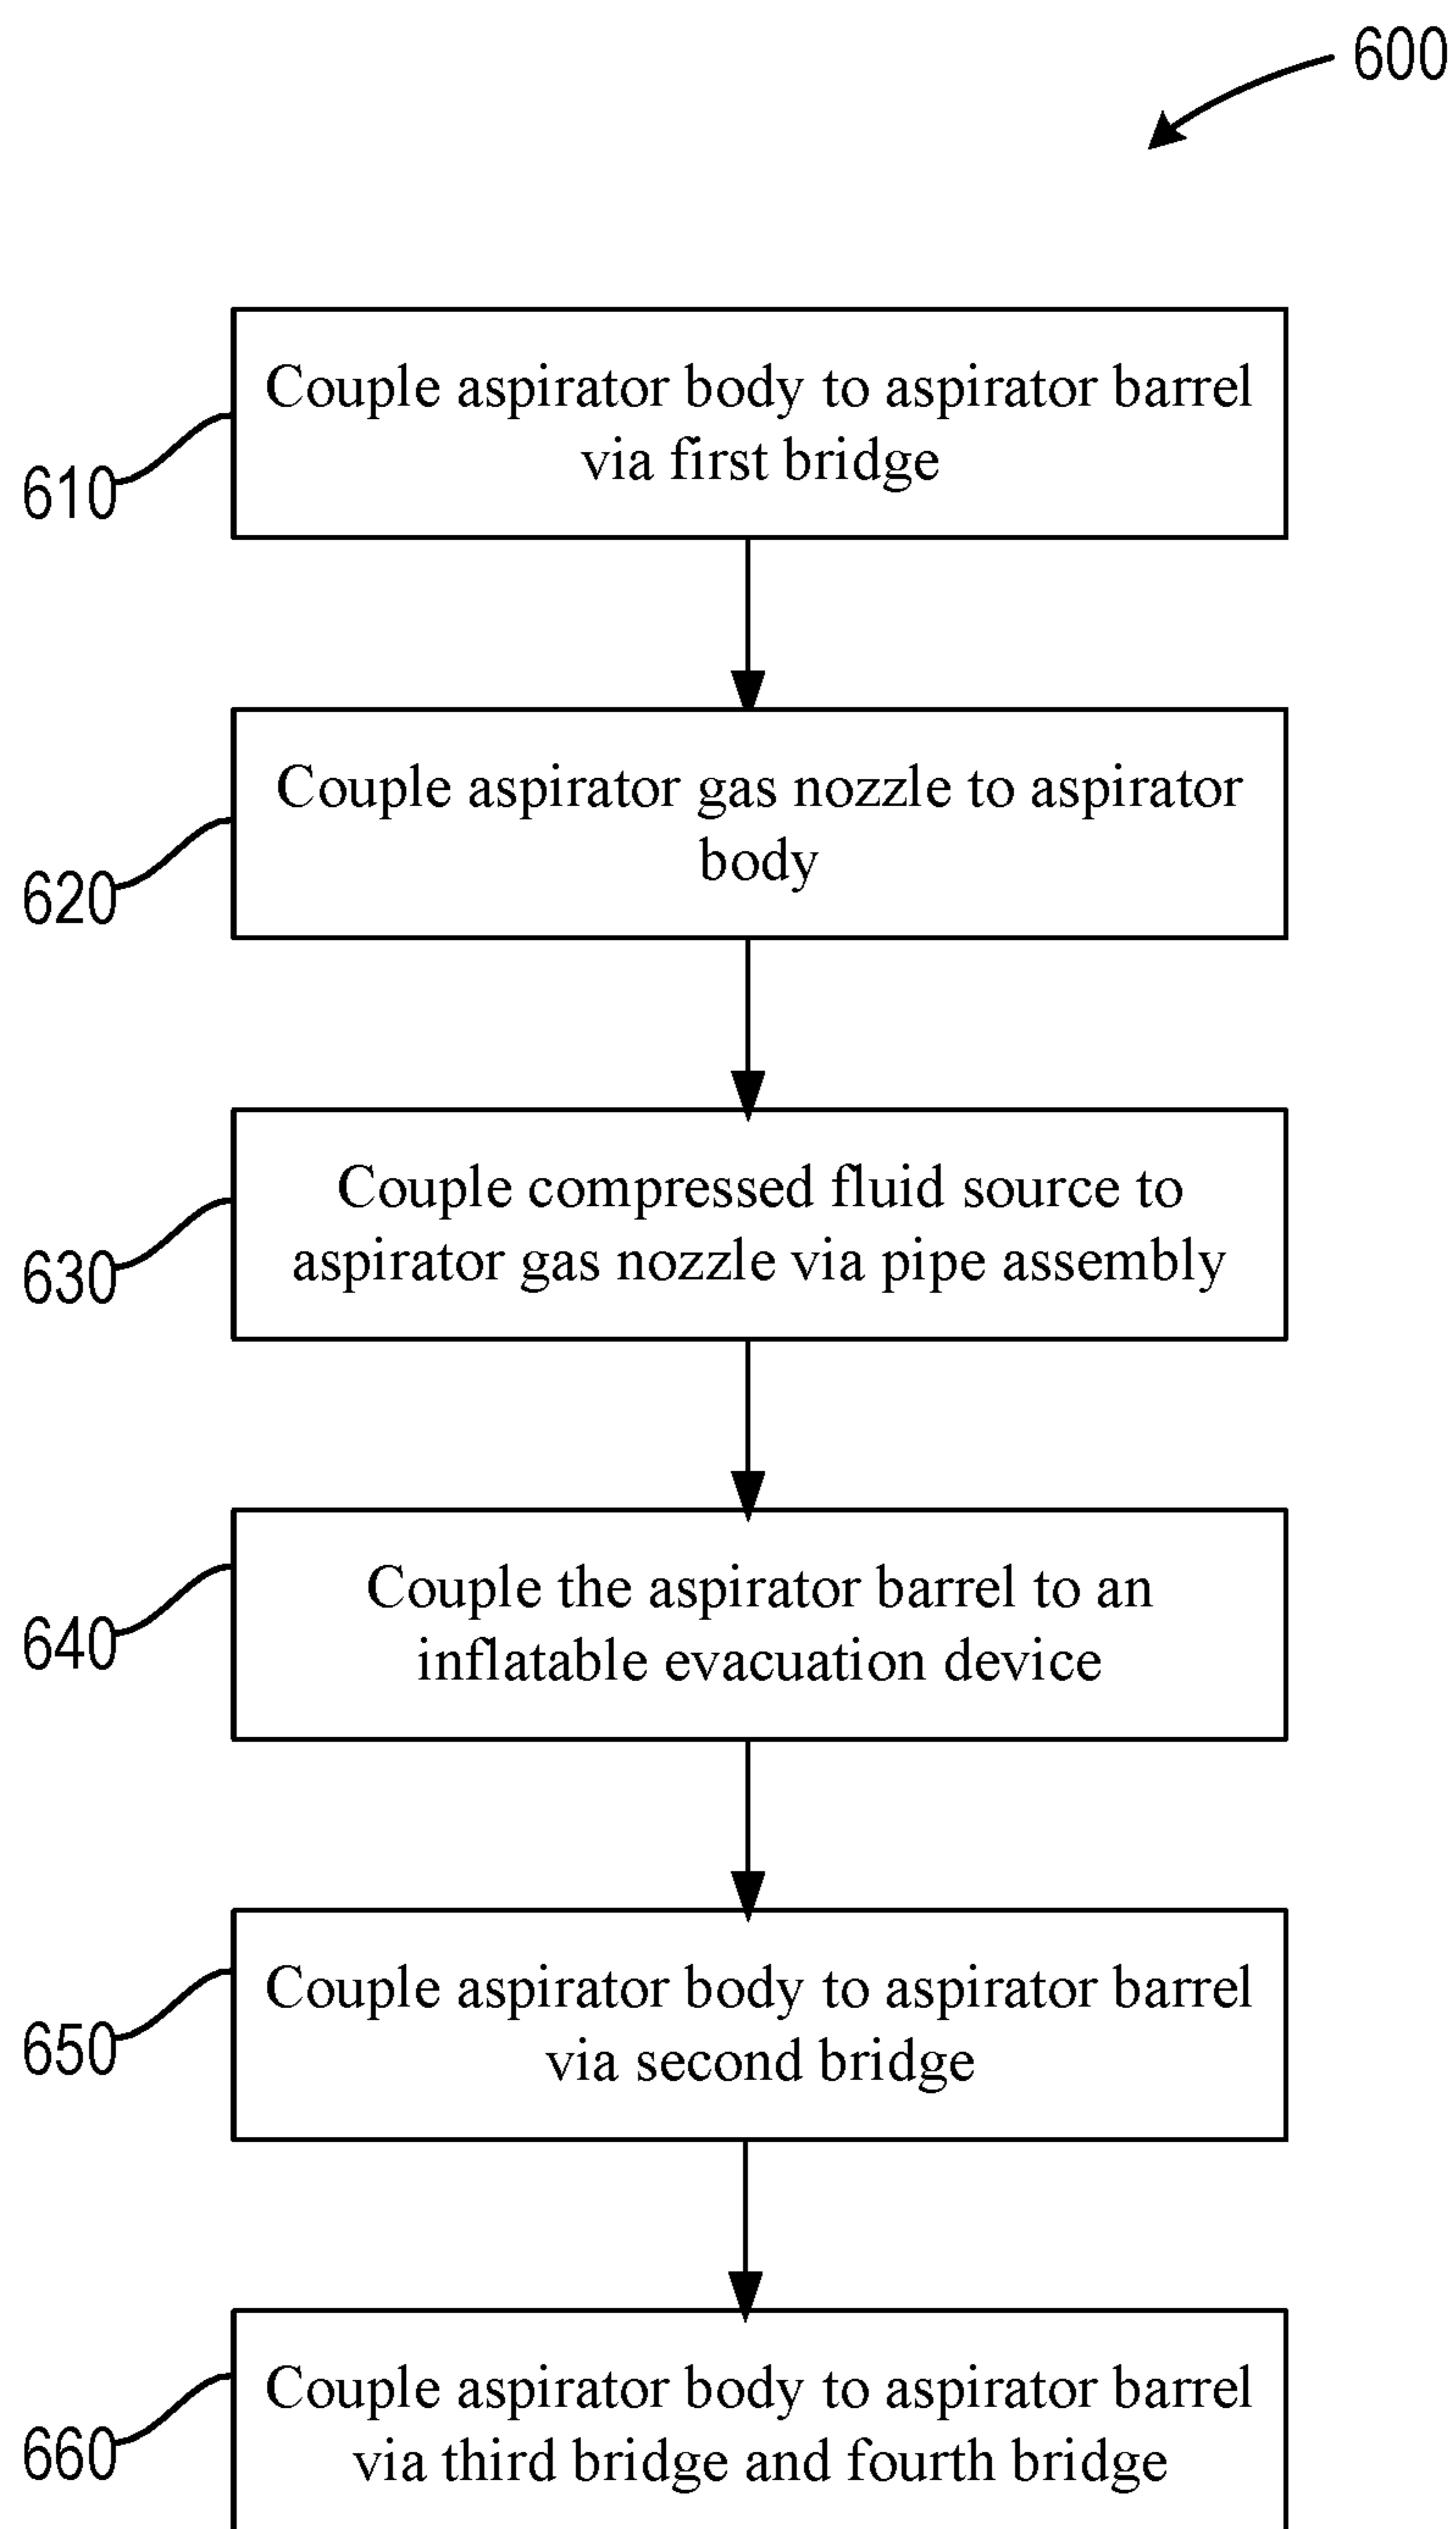 600
Couple aspirator body to aspirator barrel
via first bridge
610
Couple aspirator gas nozzle to aspirator
body
620
Couple compressed fluid source to
aspirator gas nozzle via pipe assembly
630
Couple the aspirator barrel to an
inflatable evacuation device
640
Couple aspirator body to aspirator barrel
via second bridge
650
Couple aspirator body to aspirator barrel
via third bridge and fourth bridge
660